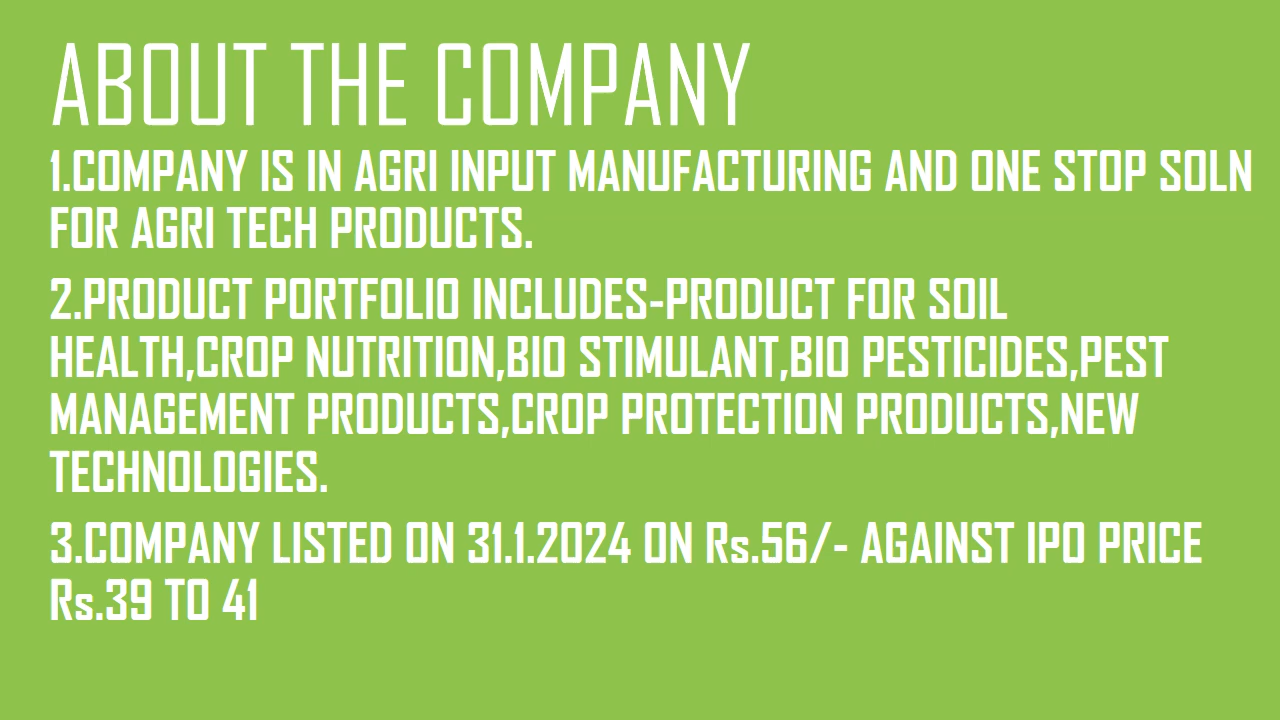 ABOUT THE COMPANY
1.COMPANY IS IN AGRI INPUT MANUFACTURING AND ONE STOP SOLN
FOR AGRI TECH PRODUCTS.
2.PRODUCT PORTFOLIO INCLUDES-PRODUCT FOR SOIL
HEALTH,CROP NUTRITION,BIO STIMULANT,BIO PESTICIDES,PEST
MANAGEMENT PRODUCTS,CROP PROTECTION PRODUCTS,NEW
TECHNOLOGIES.
3.COMPANY LISTED ON 31.1.2024 ON Rs.56/- AGAINST IPO PRICE
Rs.39 TO 41